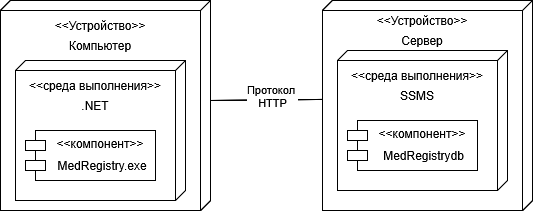 <<Устройство>>
Компьютер
<<среда выполнения>>
.NET
<<компонент>>
MedRegistry.exe
Протокол
HTTP
<<Устройство>>
Сервер
<<среда выполнения>>
SSMS
<<компонент>>
MedRegistrydb